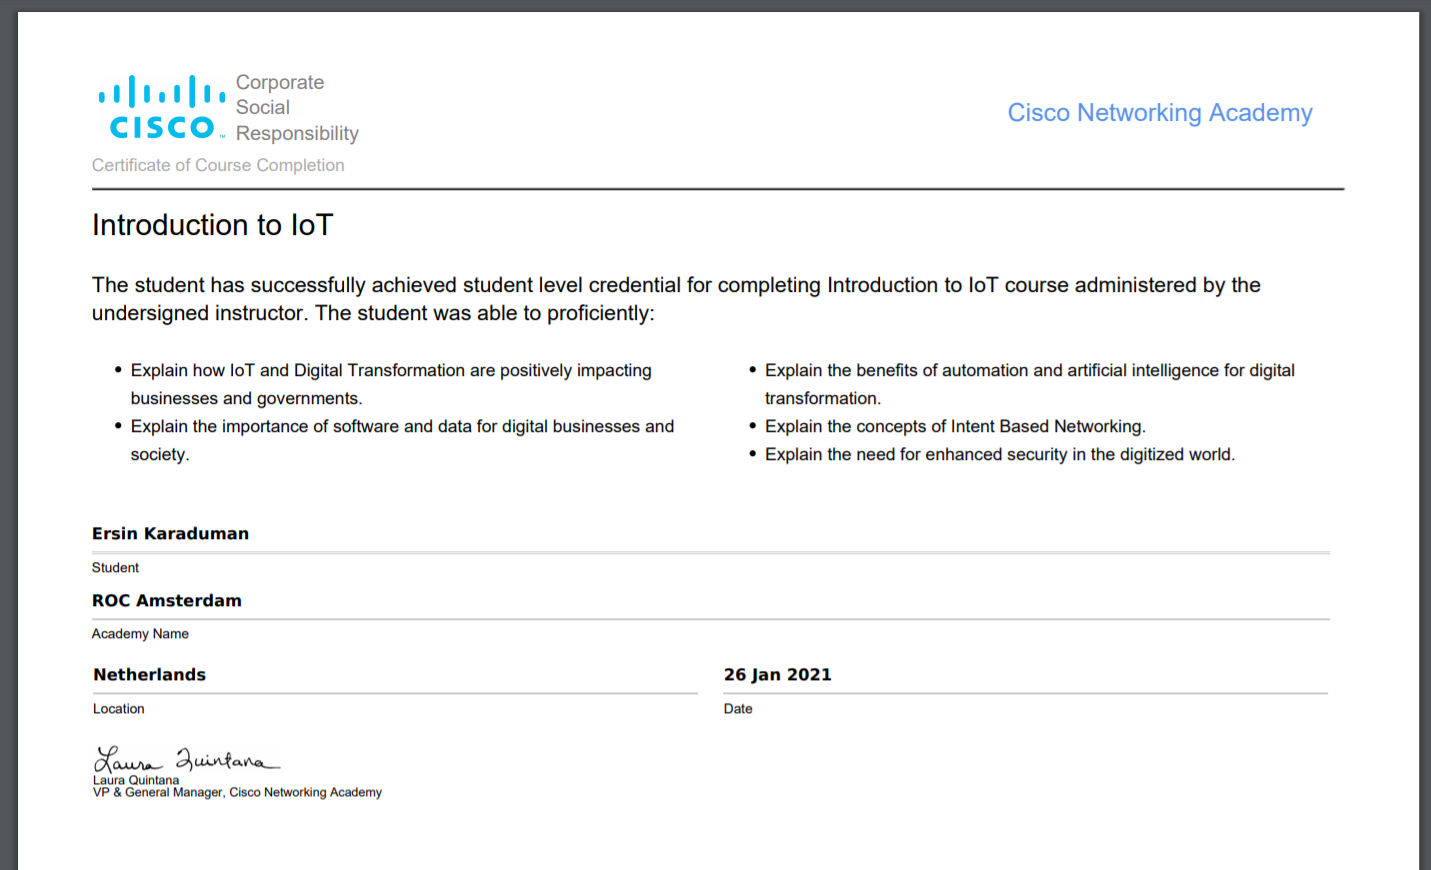 Corporate
Social
CISCO™ Responsibility
Cisco Networking Academy
Certificate of Course Completion
Introduction to IoT
The student has successfully achieved student level credential for completing Introduction to IoT course administered by the
undersigned instructor. The student was able to proficiently:
• Explain how IoT and Digital Transformation are positively impacting
businesses and governments.
• Explain the importance of software and data for digital businesses and
society.
• Explain the benefits of automation and artificial intelligence for digital
transformation.
• Explain the concepts of Intent Based Networking.
• Explain the need for enhanced security in the digitized world.
Ersin Karaduman
Student
ROC Amsterdam
Academy Name
Netherlands
Location
26 Jan 2021
Date
Laura Quintana
Laura Quintana
VP & General Manager, Cisco Networking Academy